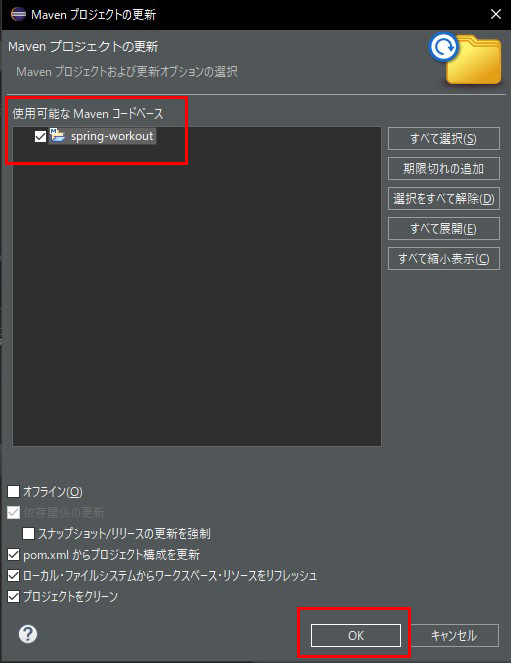 Maven プロジェクトの更新
Maven プロジェクトの更新
Maven プロジェクトおよび更新オプションの選択
使用可能な Maven コードベース
spring-workout
すべて選択(S)
期限切れの追加
選択をすべて解除(D)
すべて展開(E)
すべて縮小表示(C)
オフライン(O)
依存関係の更新
スナップショット/リリースの更新を強制
pom.xml からプロジェクト構成を更新
ローカル・ファイルシステムからワークスペース・リソースをリフレッシュ
プロジェクトをクリーン
OK
キャンセル